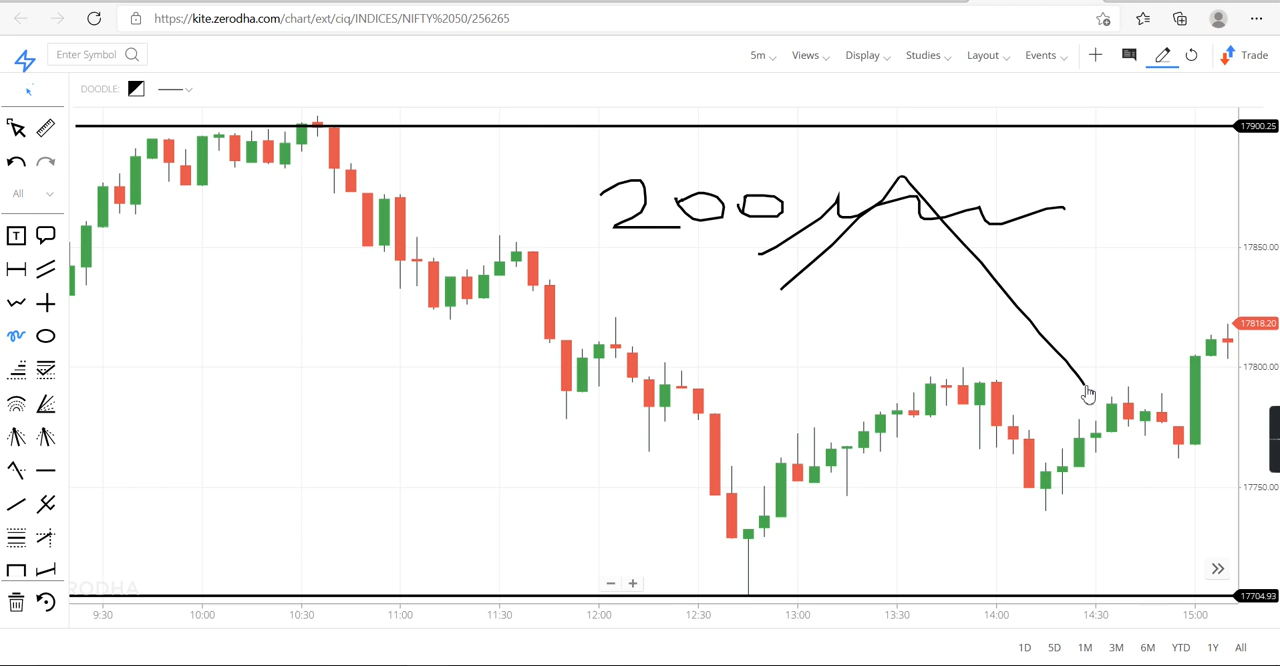 https://kite.zerodha.com/chart/ext/ciq/INDICES/NIFTY%2050/256265
Enter Symbol
5m Views Display Studies Layout Events Trade
DOODLE:
All
200
17900.25
17850.00
17818.20
17800.00
17750.00
17704.93
RODHA
9:30 10:00 10:30 11:00 11:30 12:00 12:30 13:00 13:30 14:00 14:30 15:00
1D 5D 1M 3M 6M YTD 1Y All